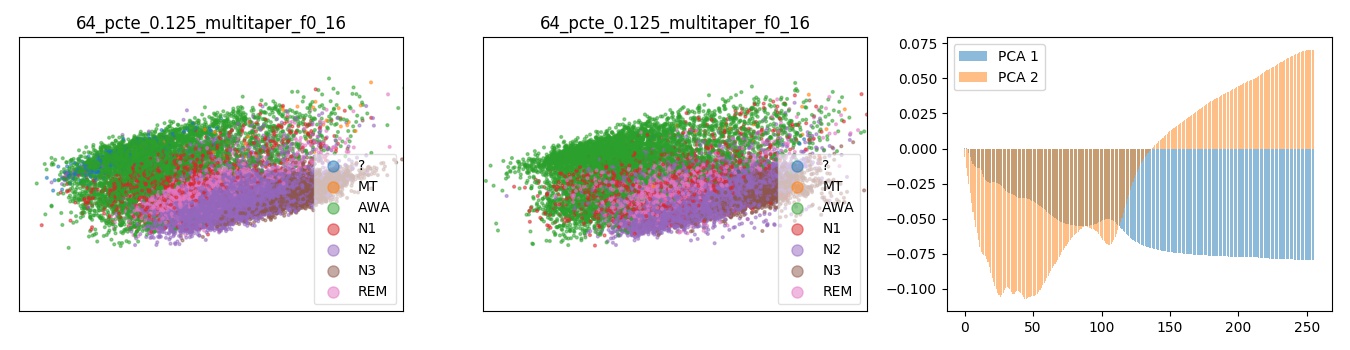 64_pcte_0.125_multitaper_f0_16
?
MT
AWA
N1
N2
N3
REM
64_pcte_0.125_multitaper_f0_16
?
MT
AWA
N1
N2
N3
REM
PCA 1
PCA 2
0.075
0.050
0.025
0.000
−0.025
−0.050
−0.075
−0.100
0 50 100 150 200 250